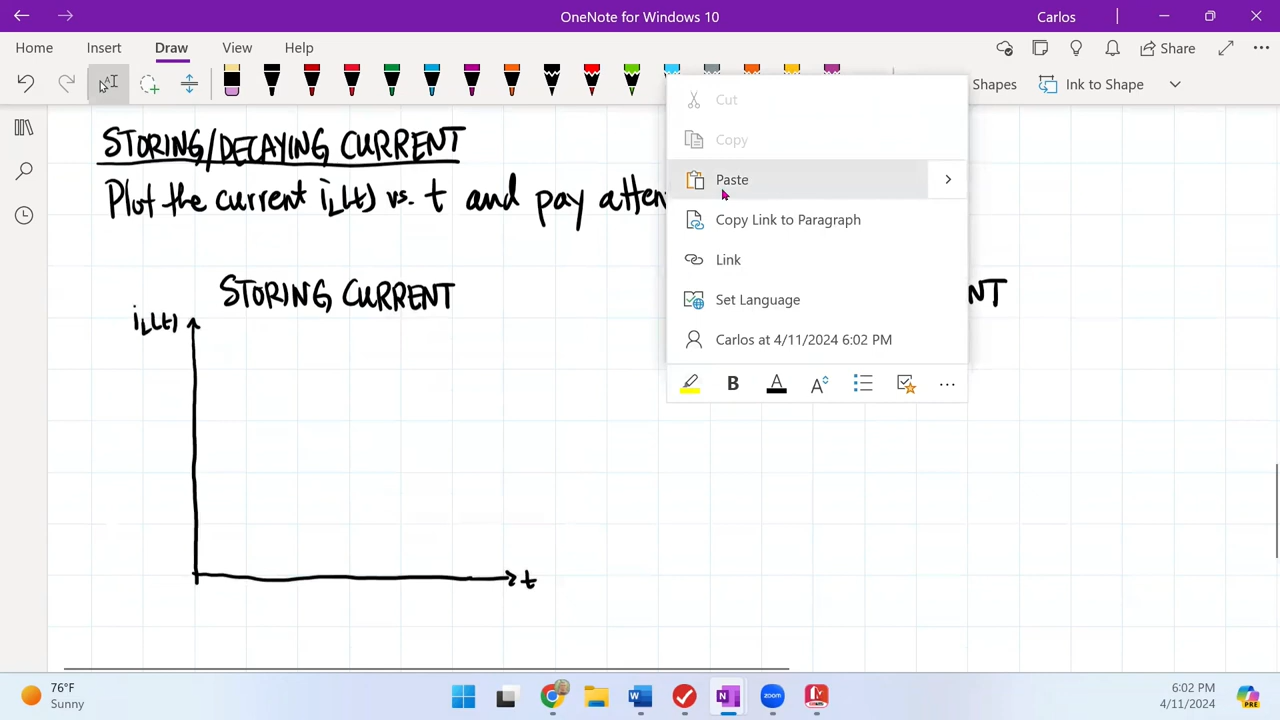 OneNote for Windows 10
Carlos
Home Insert Draw View Help
Share
Shapes Ink to Shape
Cut
Copy
Paste
Copy Link to Paragraph
Link
Set Language
Carlos at 4/11/2024 6:02 PM
B A A
STORING/DECAYING CURRENT
Plot the current iL(t) vs. t and pay atten
STORING CURRENT
NT
iL(t)
t
76°F
Sunny
zoom
6:02 PM
4/11/2024
PRE